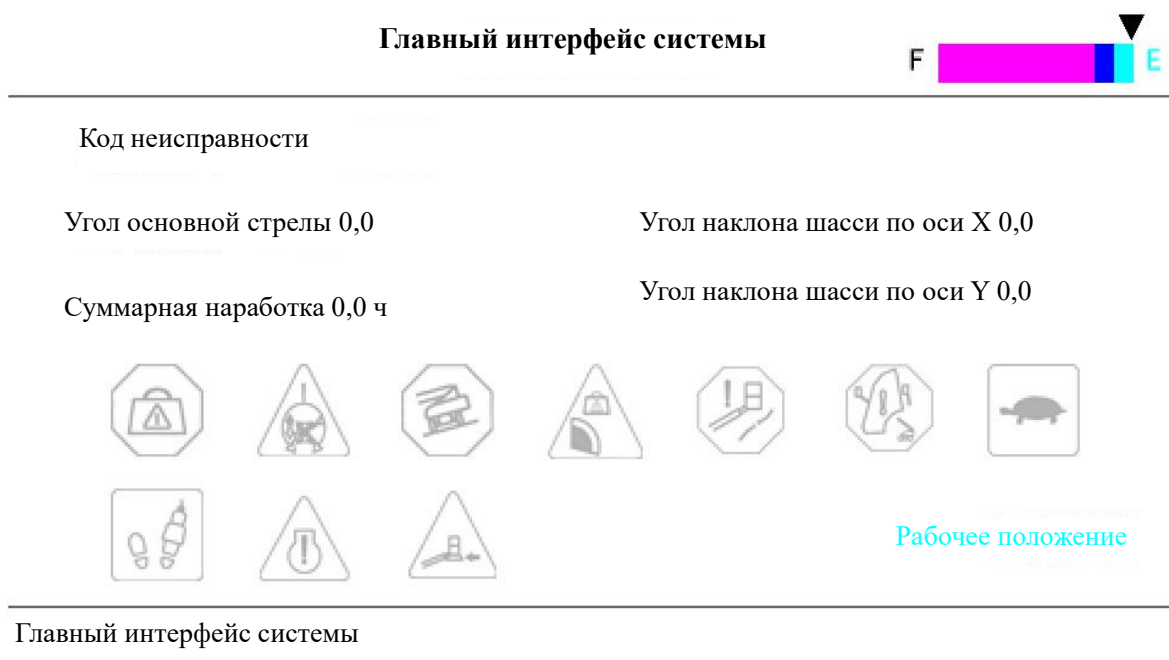 Главный интерфейс системы
F E
Код неисправности
Угол основной стрелы 0,0
Угол наклона шасси по оси X 0,0
Суммарная наработка 0,0 ч
Угол наклона шасси по оси Y 0,0
Рабочее положение
Главный интерфейс системы